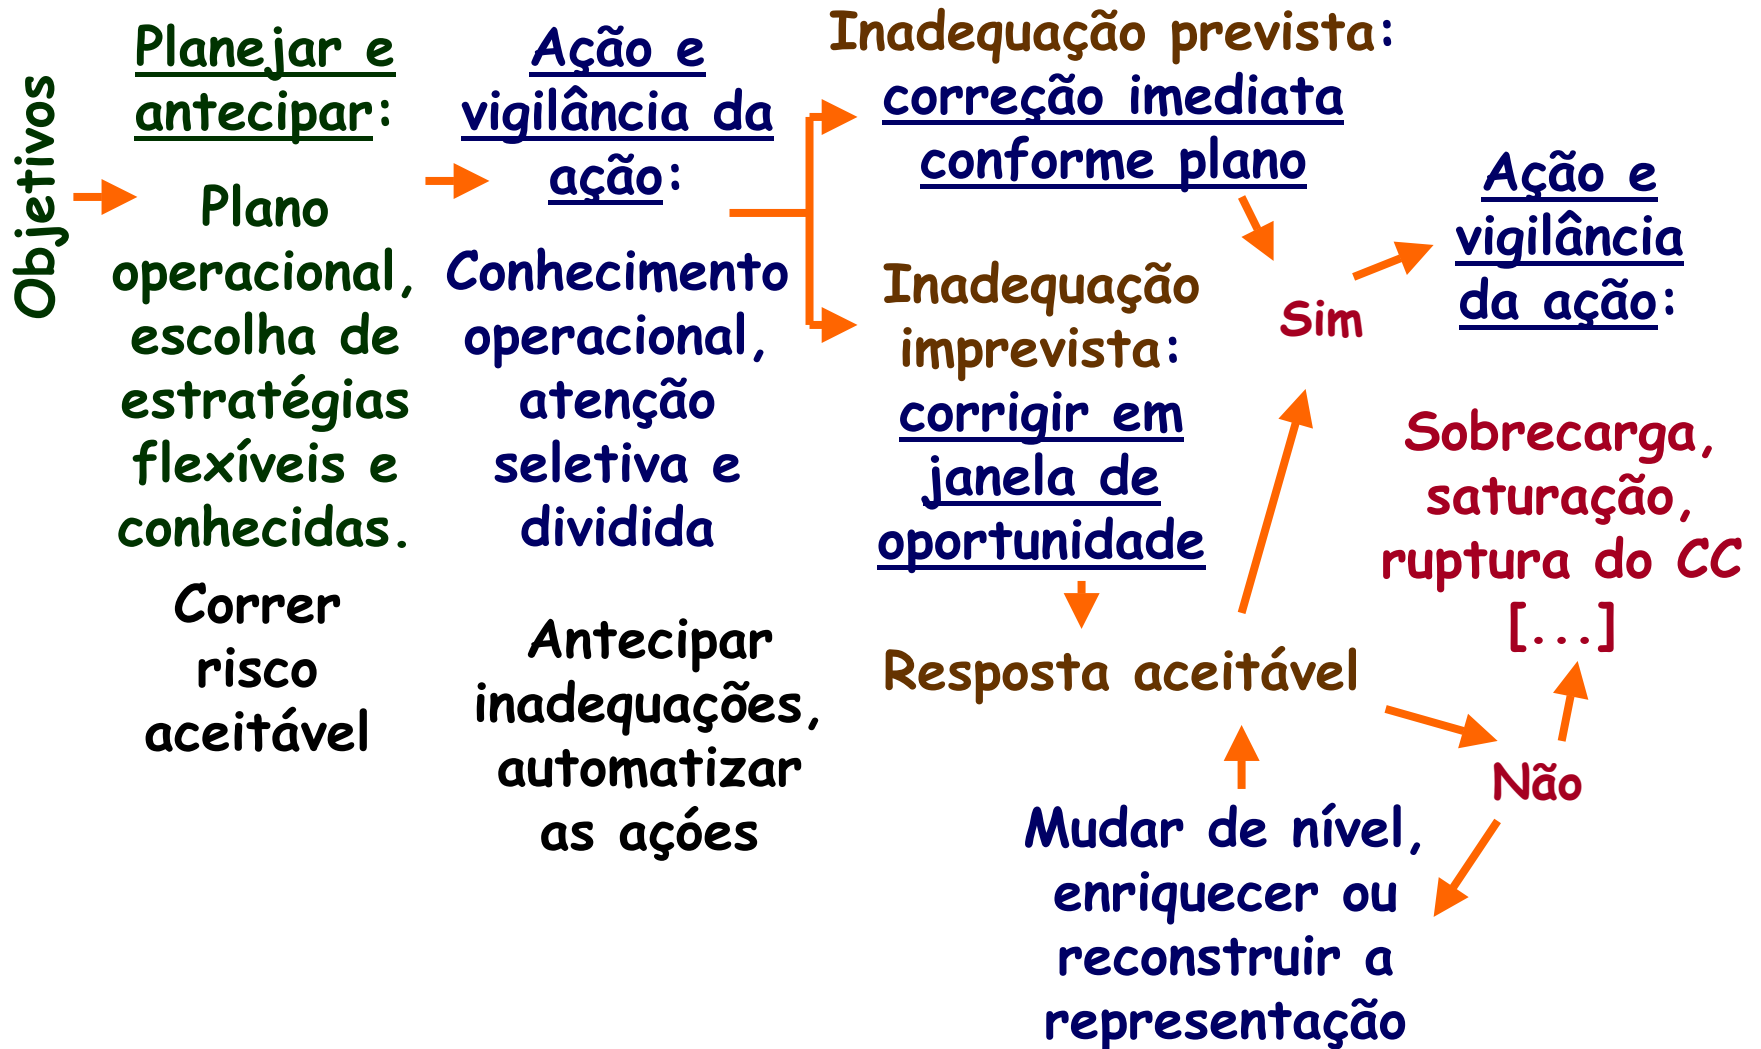 Objetivos
Planejar e
antecipar:
Plano
operacional,
escolha de
estratégias
flexíveis e
conhecidas.
Correr
risco
aceitável
Ação e
vigilância da
ação:
Conhecimento
operacional,
atenção
seletiva e
dividida
Antecipar
inadequações,
automatizar
as açóes
Inadequação prevista:
correção imediata
conforme plano
Inadequação
imprevista:
corrigir em
janela de
oportunidade
Resposta aceitável
Mudar de nível,
enriquecer ou
reconstruir a
representação
Sim
Não
Ação e
vigilância
da ação:
Sobrecarga,
saturação,
ruptura do CC
[...]